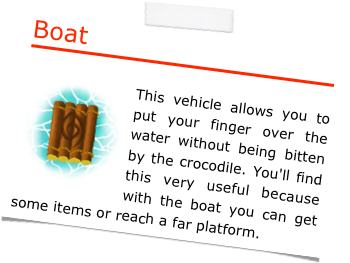 Boat
This vehicle allows you to
put your finger over the
water without being bitten
by the crocodile. You'll find
this very useful because
with the boat you can get
some items or reach a far platform.